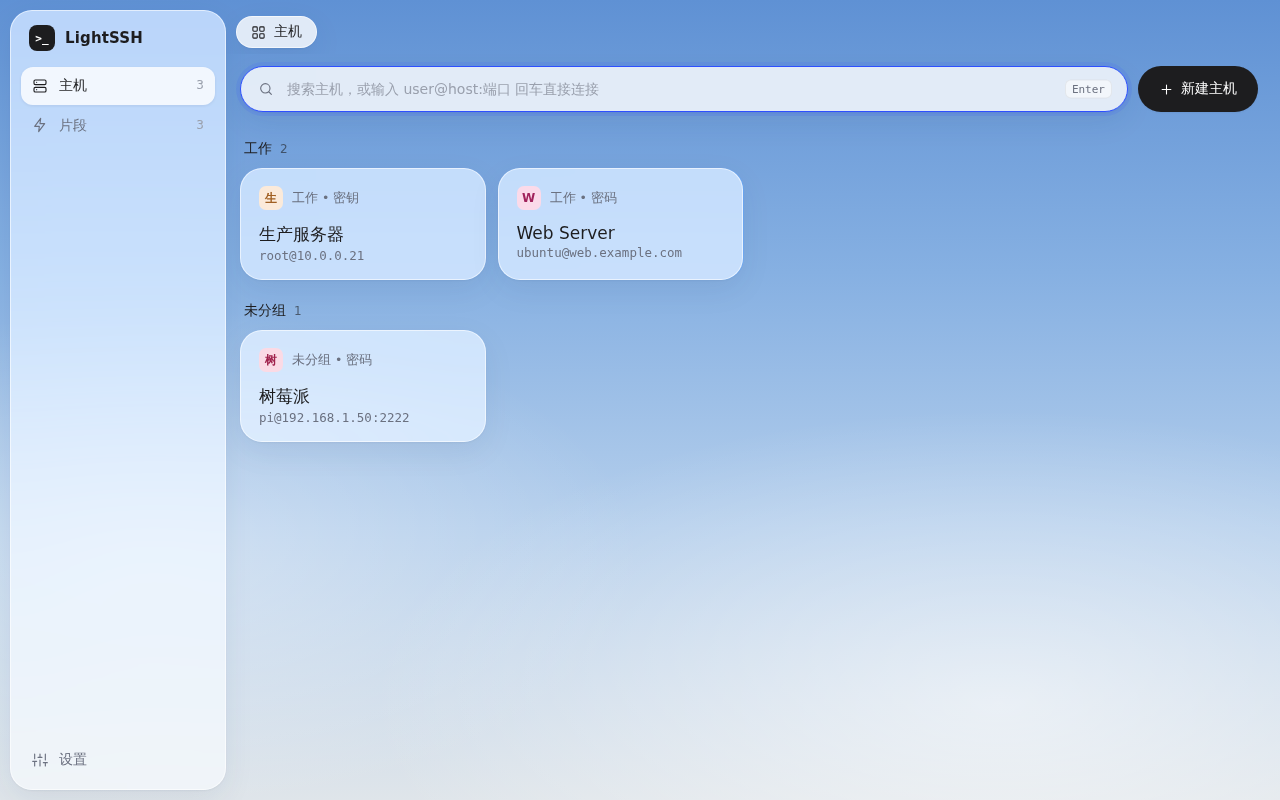 >_ LightSSH
主机 3
片段 3
设置
主机
搜索主机，或输入 user@host:端口 回车直接连接 Enter
+ 新建主机
工作 2
生 工作 • 密钥
生产服务器
root@10.0.0.21
W 工作 • 密码
Web Server
ubuntu@web.example.com
未分组 1
树 未分组 • 密码
树莓派
pi@192.168.1.50:2222